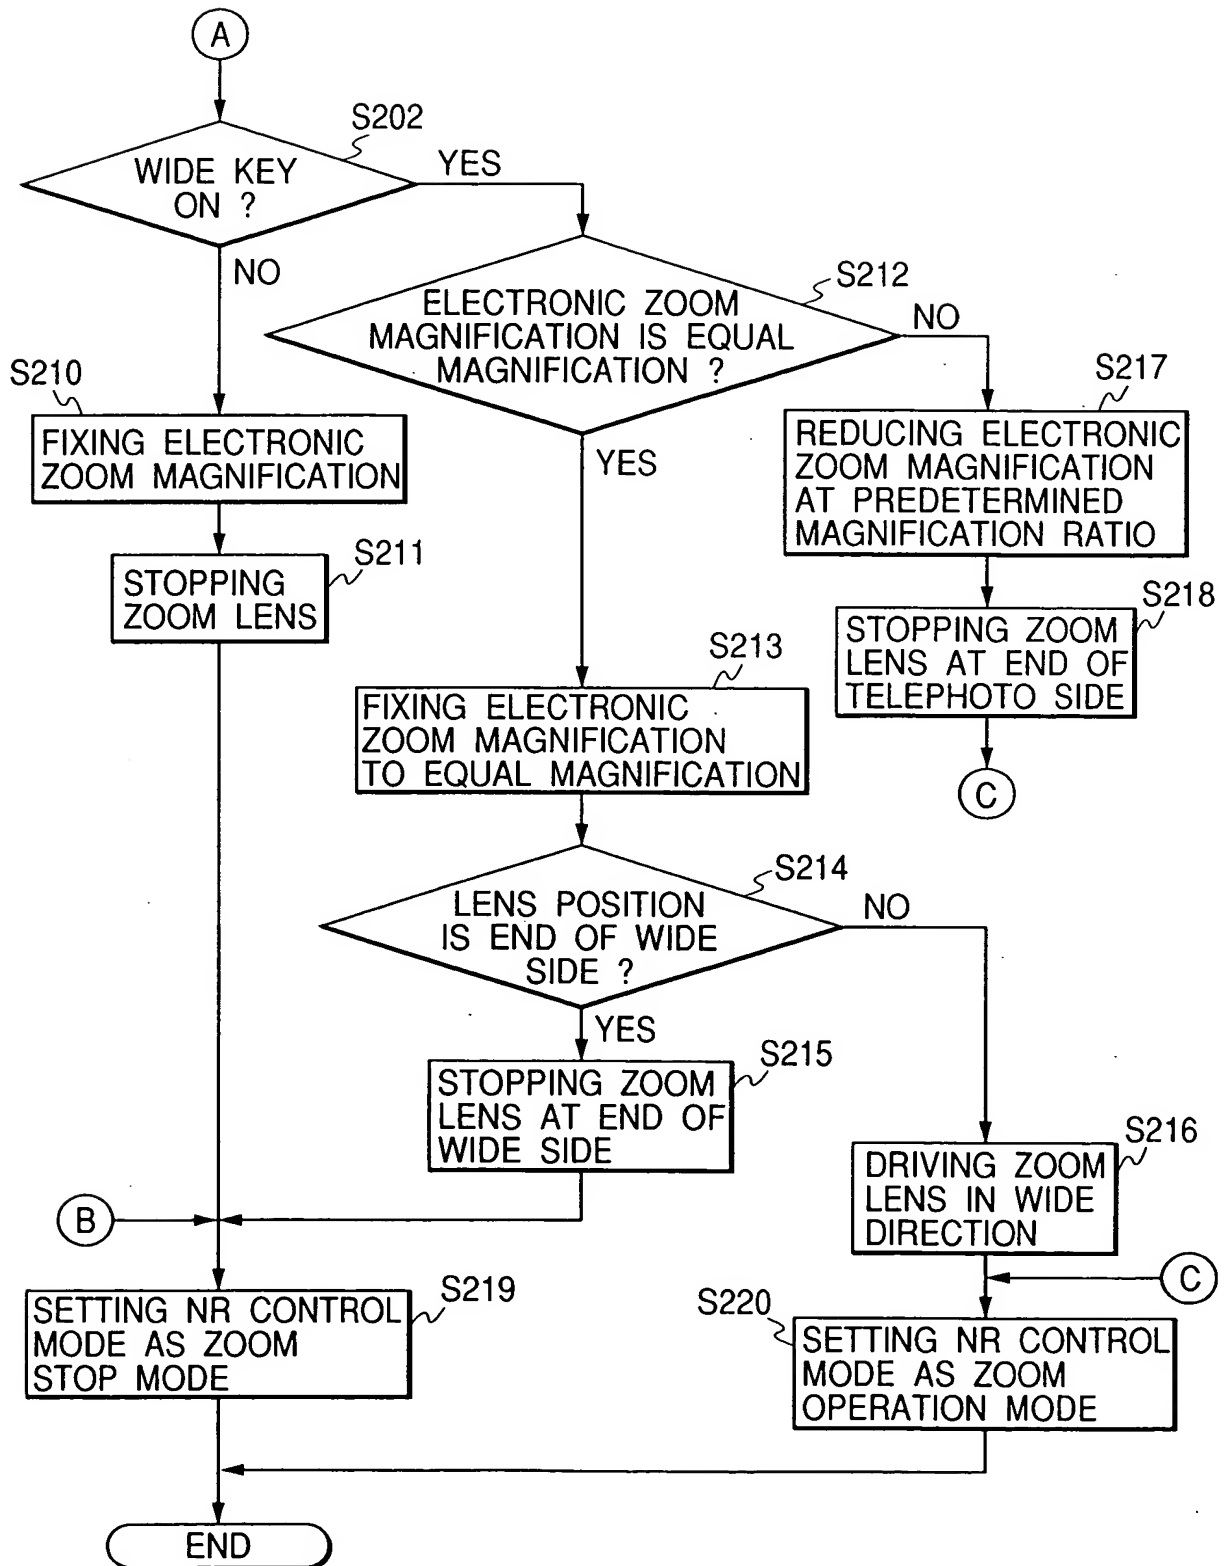 A
S202
WIDE KEY
ON ?
YES
NO
S212
ELECTRONIC ZOOM
MAGNIFICATION IS EQUAL
MAGNIFICATION ?
NO
YES
S210
FIXING ELECTRONIC
ZOOM MAGNIFICATION
S211
STOPPING
ZOOM LENS
S217
REDUCING ELECTRONIC
ZOOM MAGNIFICATION
AT PREDETERMINED
MAGNIFICATION RATIO
S218
STOPPING ZOOM
LENS AT END OF
TELEPHOTO SIDE
C
S213
FIXING ELECTRONIC
ZOOM MAGNIFICATION
TO EQUAL MAGNIFICATION
S214
LENS POSITION
IS END OF WIDE
SIDE ?
NO
YES
S215
STOPPING ZOOM
LENS AT END OF
WIDE SIDE
S216
DRIVING ZOOM
LENS IN WIDE
DIRECTION
B
C
S219
SETTING NR CONTROL
MODE AS ZOOM
STOP MODE
S220
SETTING NR CONTROL
MODE AS ZOOM
OPERATION MODE
END